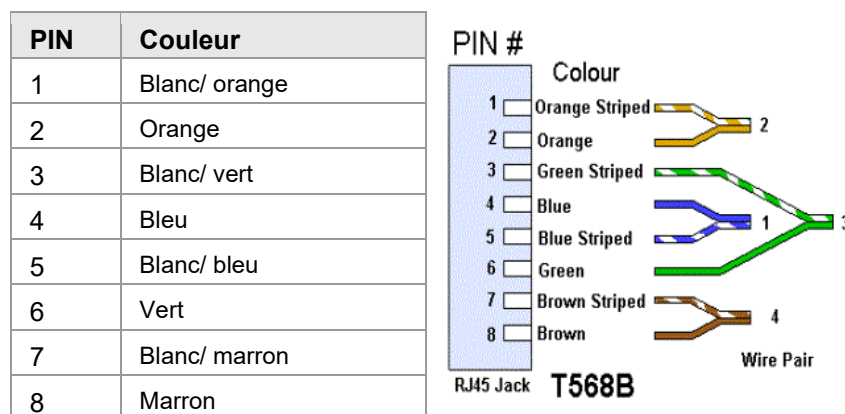 PIN Couleur
1 Blanc/ orange
2 Orange
3 Blanc/ vert
4 Bleu
5 Blanc/ bleu
6 Vert
7 Blanc/ marron
8 Marron
PIN #
Colour
1 Orange Striped
2
2 Orange
3 Green Striped
4 Blue
1 3
5 Blue Striped
6 Green
7 Brown Striped
4
8 Brown
Wire Pair
RJ45 Jack T568B